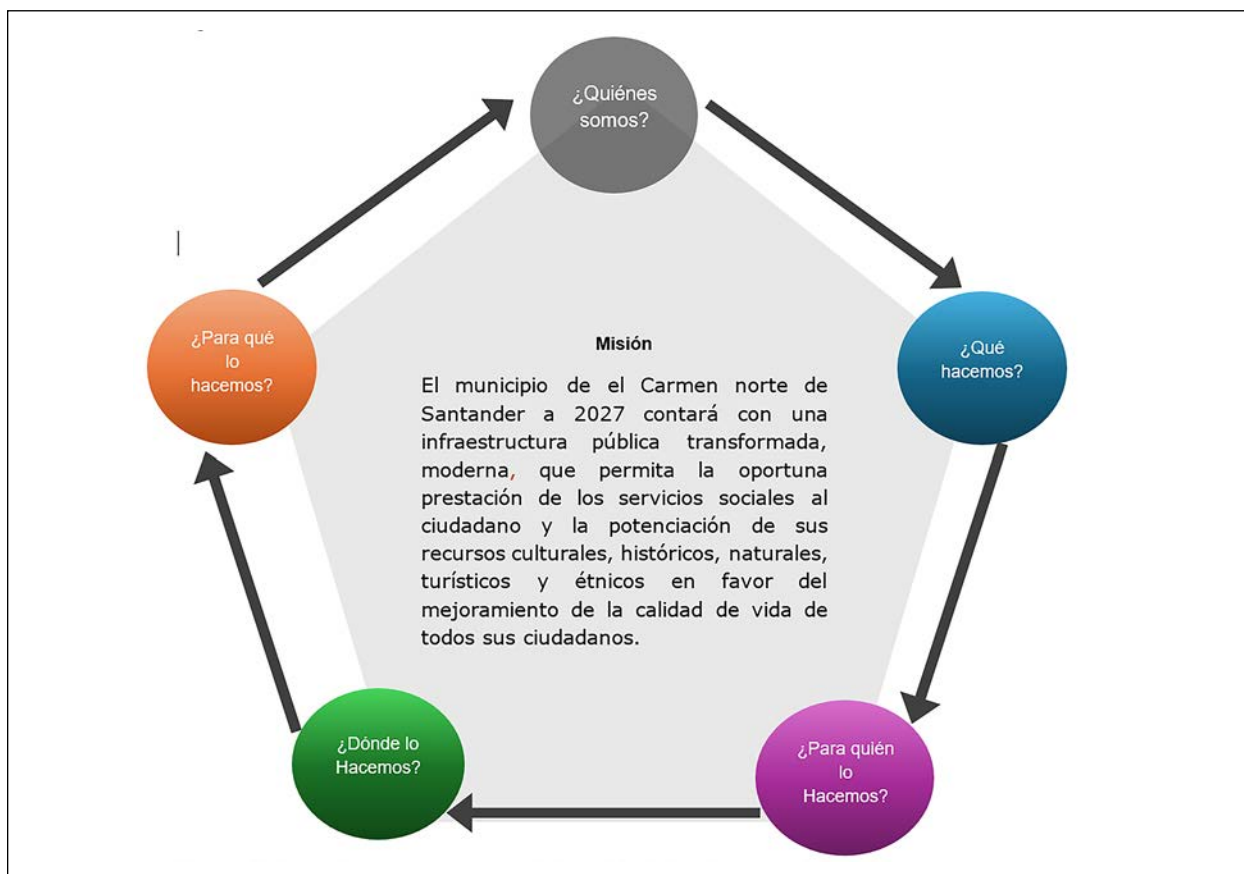 ¿Quiénes
somos?
¿Qué
hacemos?
¿Para quién
lo
Hacemos?
¿Dónde lo
Hacemos?
¿Para qué
lo
hacemos?
Misión
El municipio de el Carmen norte de
Santander a 2027 contará con una
infraestructura pública transformada,
moderna, que permita la oportuna
prestación de los servicios sociales al
ciudadano y la potenciación de sus
recursos culturales, históricos, naturales,
turísticos y étnicos en favor del
mejoramiento de la calidad de vida de
todos sus ciudadanos.